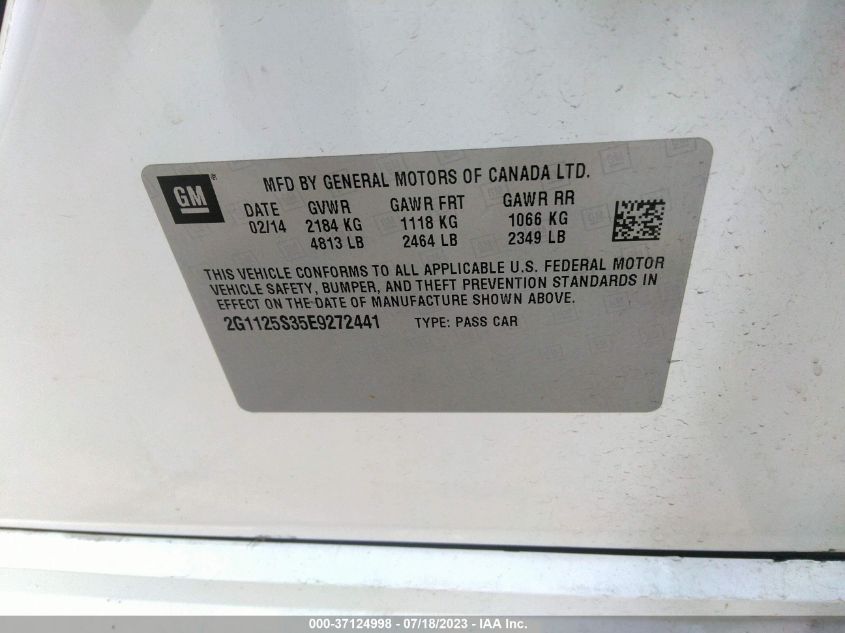 GM ®
MFD BY GENERAL MOTORS OF CANADA LTD.
DATE GVWR GAWR FRT GAWR RR
02/14 2184 KG 1118 KG 1066 KG
4813 LB 2464 LB 2349 LB
THIS VEHICLE CONFORMS TO ALL APPLICABLE U.S. FEDERAL MOTOR
VEHICLE SAFETY, BUMPER, AND THEFT PREVENTION STANDARDS IN
EFFECT ON THE DATE OF MANUFACTURE SHOWN ABOVE.
2G1125S35E9272441 TYPE: PASS CAR
000-37124998 - 07/18/2023 - IAA Inc.